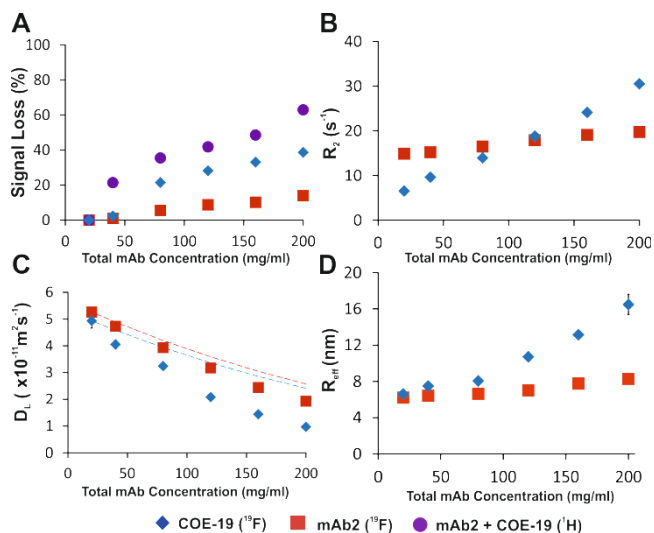 A
Signal Loss (%)
100
80
60
40
20
0
0 50 100 150 200
Total mAb Concentration (mg/ml)
B
R2 (s-1)
40
30
20
10
0
0 50 100 150 200
Total mAb Concentration (mg/ml)
C
DL ( x10-11m2s-1)
6
5
4
3
2
1
0
0 50 100 150 200
Total mAb Concentration (mg/ml)
D
Reff (nm)
16
12
8
4
0
0 50 100 150 200
Total mAb Concentration (mg/ml)
COE-19 (19F) mAb2 (19F) mAb2 + COE-19 (1H)